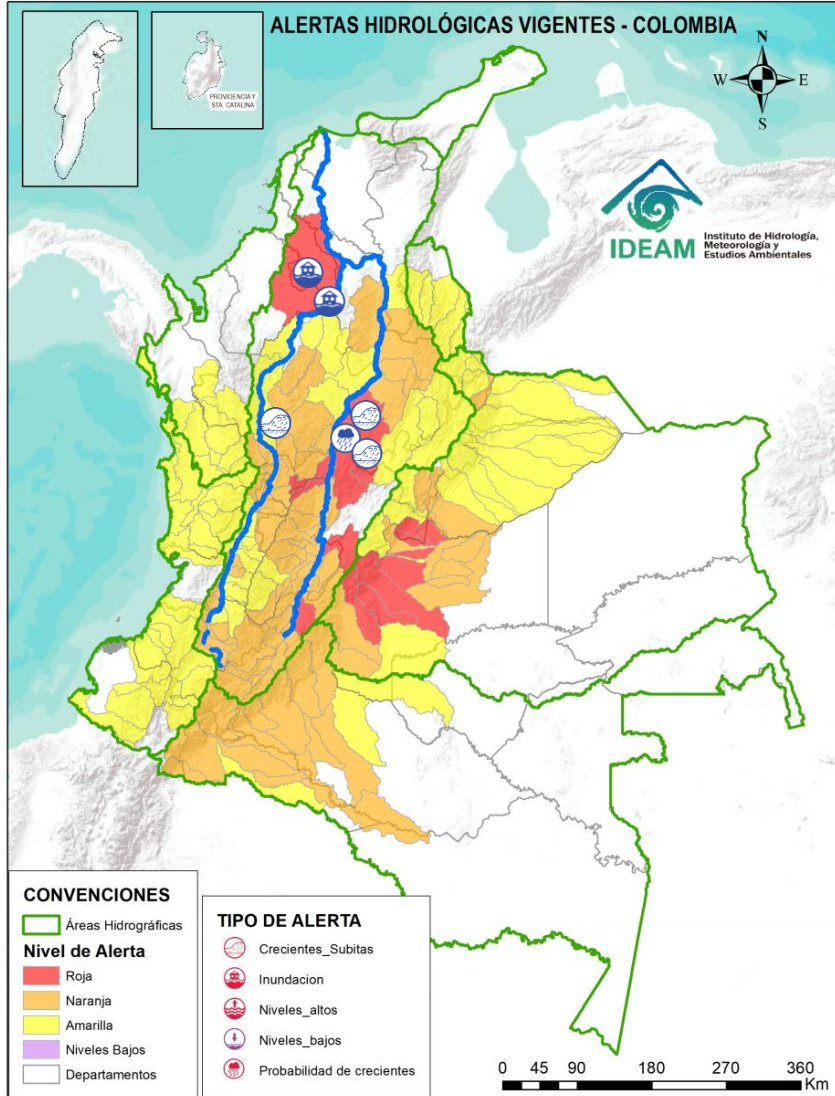 ALERTAS HIDROLÓGICAS VIGENTES - COLOMBIA
PROVIDENCIA Y
STA. CATALINA
N
W
E
S
IDEAM
Instituto de Hidrología,
Meteorología y
Estudios Ambientales
CONVENCIONES
Áreas Hidrográficas
Nivel de Alerta
Roja
Naranja
Amarilla
Niveles Bajos
Departamentos
TIPO DE ALERTA
Crecientes_Subitas
Inundacion
Niveles_altos
Niveles_bajos
Probabilidad de crecientes
0 45 90 180 270 360
Km